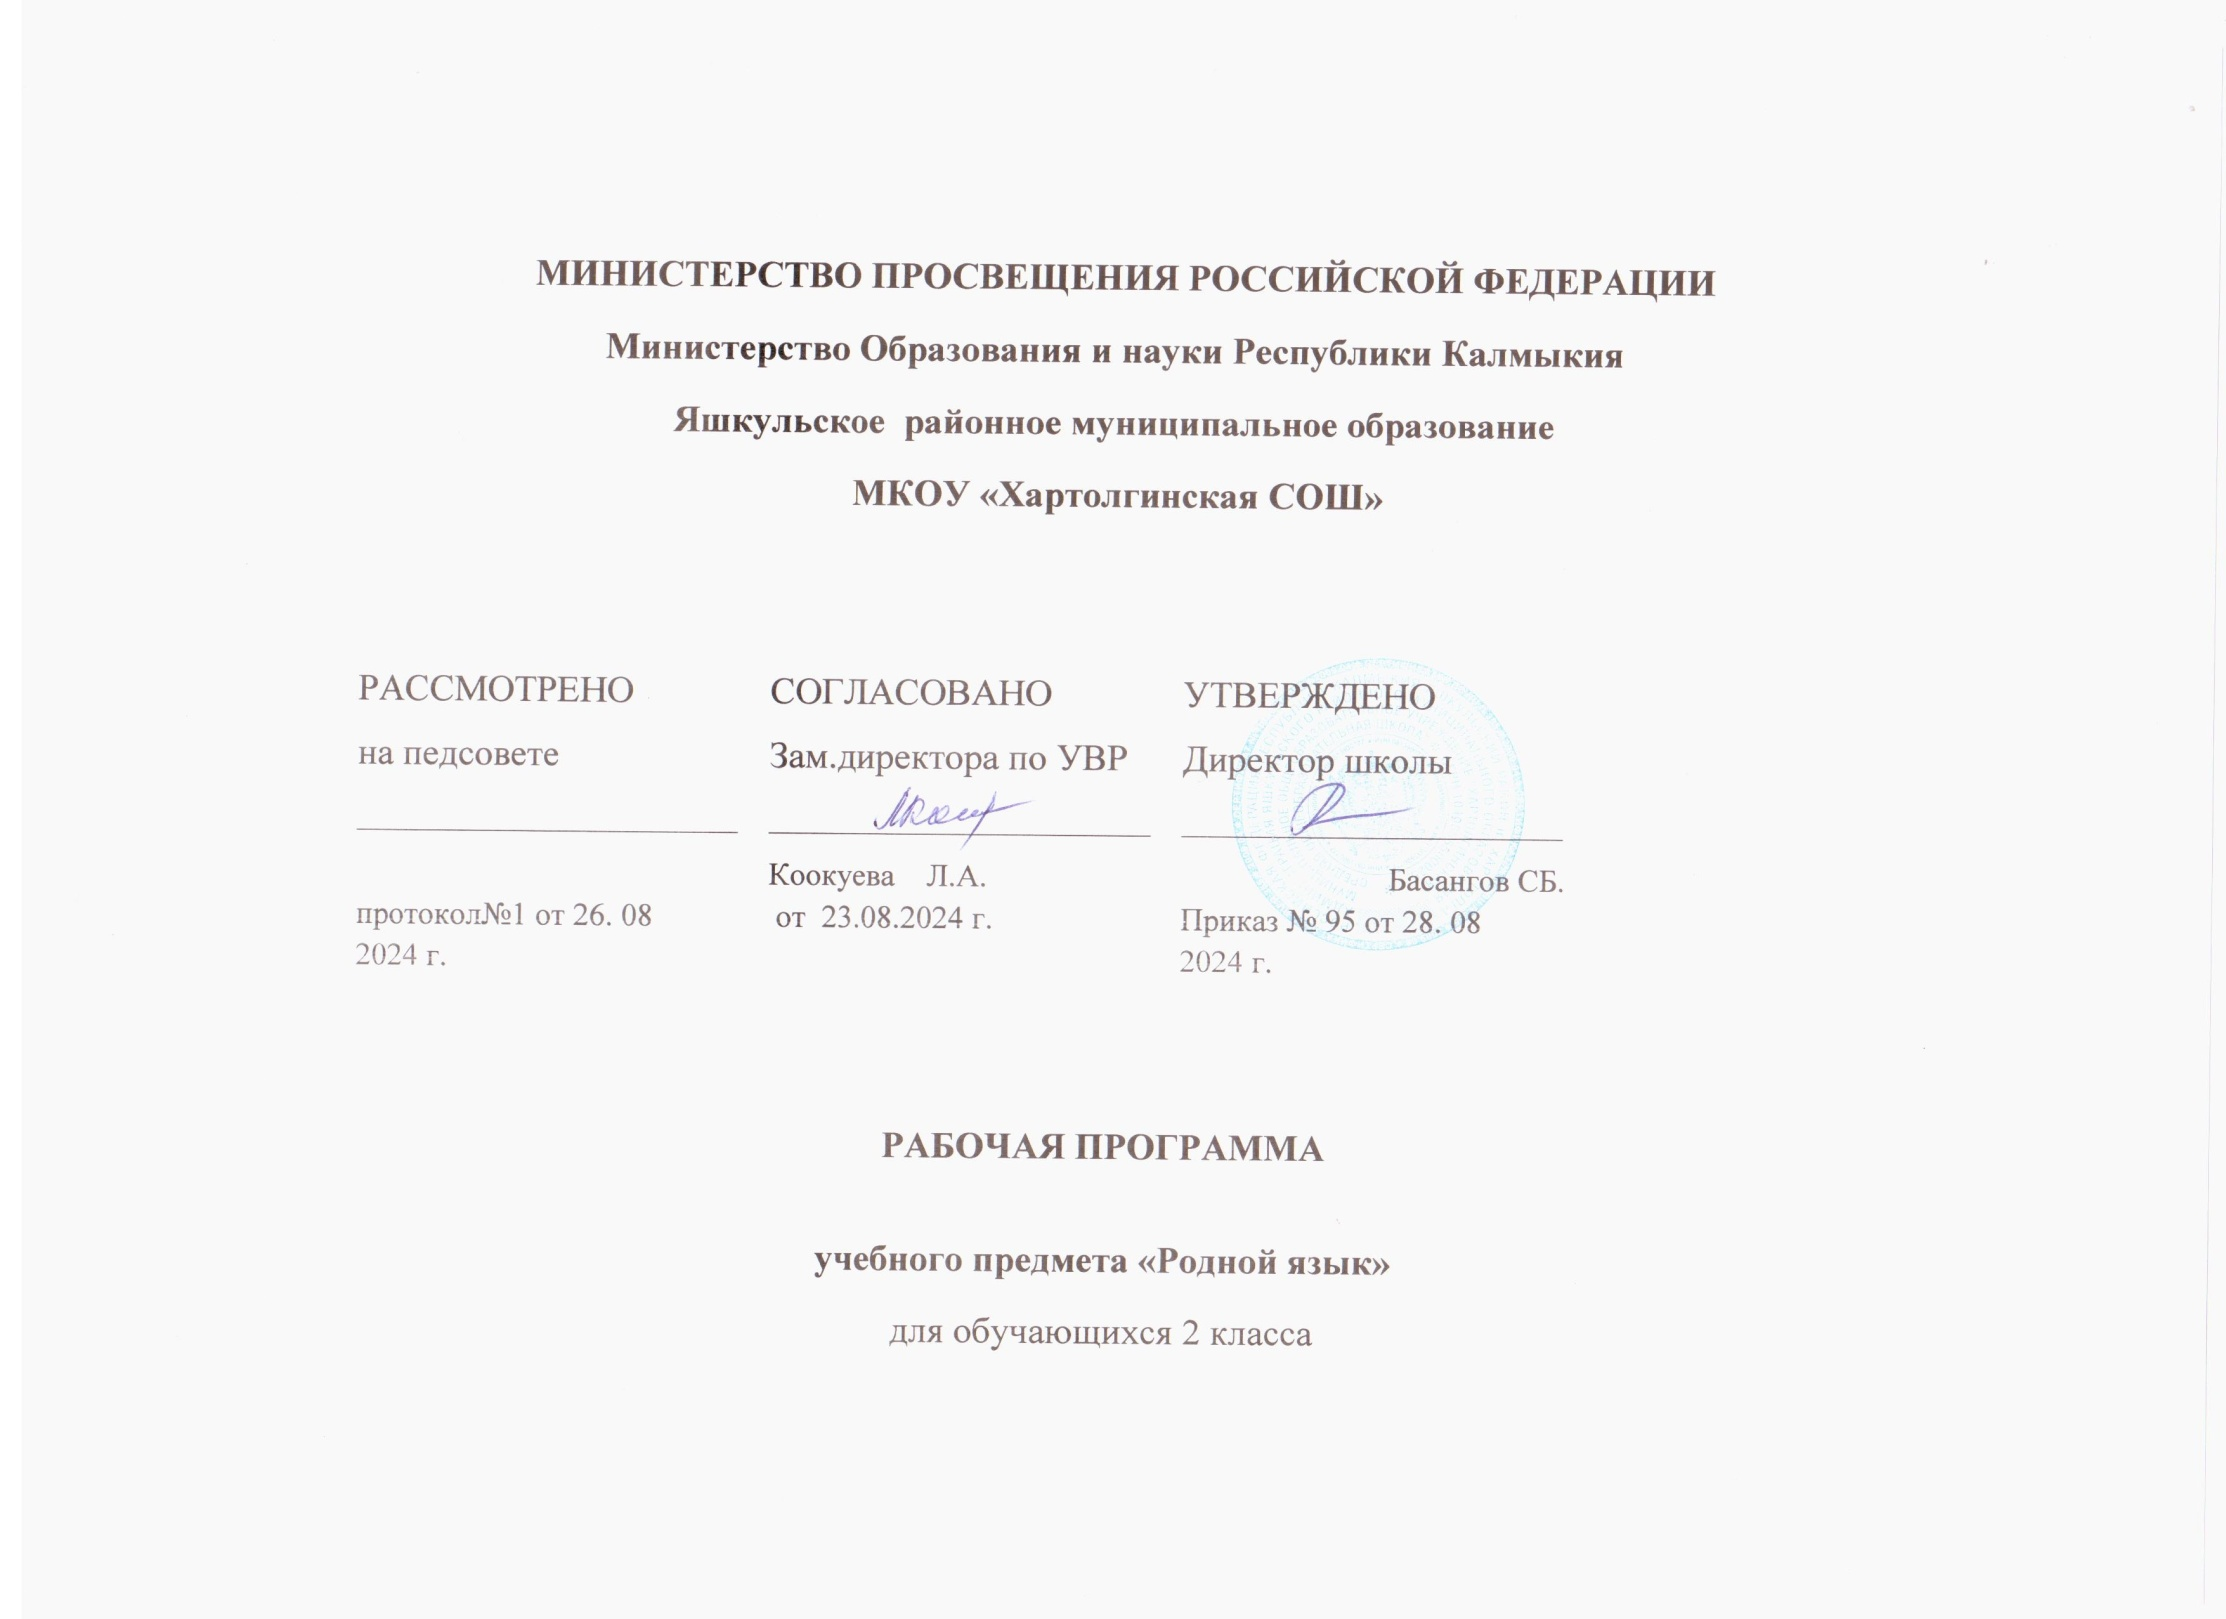 МИНИСТЕРСТВО ПРОСВЕЩЕНИЯ РОССИЙСКОЙ ФЕДЕРАЦИИ
Министерство Образования и науки Республики Калмыкия
Яшкульское районное муниципальное образование
МКОУ «Хартолгинская СОШ»
РАССМОТРЕНО
на педсовете
протокол№1 от 26. 08
2024 г.
СОГЛАСОВАНО
Зам.директора по УВР
Коокуева Л.А.
от 23.08.2024 г.
УТВЕРЖДЕНО
Директор школы
Басангов СБ.
Приказ № 95 от 28. 08
2024 г.
РАБОЧАЯ ПРОГРАММА
учебного предмета «Родной язык»
для обучающихся 2 класса